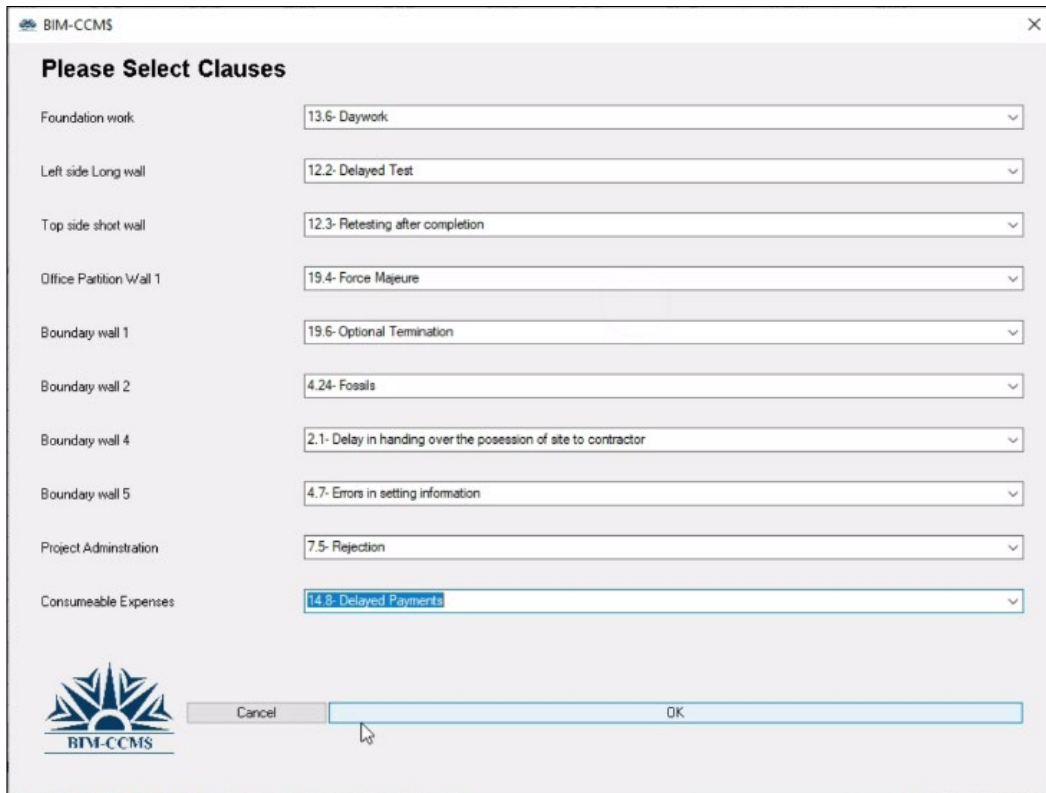 BIM-CCM$
Please Select Clauses
Foundation work 13.6- Daywork
Left side Long wall 12.2- Delayed Test
Top side short wall 12.3- Retesting after completion
Office Partition Wall 1 19.4- Force Majeure
Boundary wall 1 19.6- Optional Termination
Boundary wall 2 4.24- Fossils
Boundary wall 4 2.1- Delay in handing over the posession of site to contractor
Boundary wall 5 4.7- Errors in setting information
Project Adminstration 7.5- Rejection
Consumeable Expenses 14.8- Delayed Payments
Cancel OK
BIM-CCM$